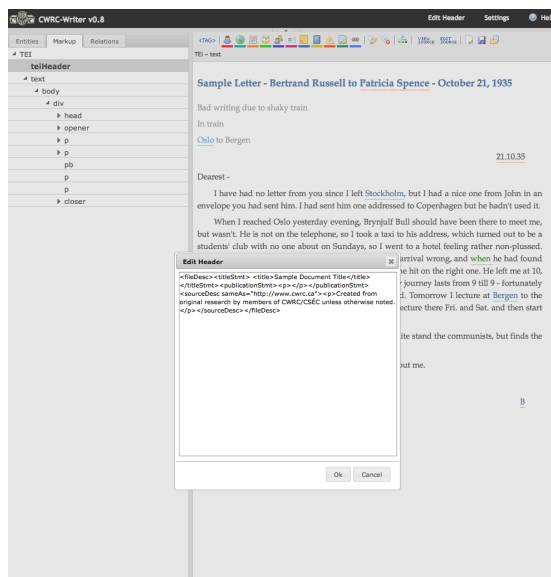 CWRC-Writer v0.8
Edit Header Settings Hel
Entities Markup Relations
<TAG> VIEW SOURCE EDIT SOURCE
TEI
TEI › text
teiHeader
text
body
div
head
opener
p
p
pb
p
p
closer
Sample Letter - Bertrand Russell to Patricia Spence - October 21, 1935
Bad writing due to shaky train
In train
Oslo to Bergen
21.10.35
Dearest -
I have had no letter from you since I left Stockholm, but I had a nice one from John in an
envelope you had sent him. I had sent him one addressed to Copenhagen but he hadn't used it.
When I reached Oslo yesterday evening, Brynjulf Bull should have been there to meet me,
but wasn't. He is not on the telephone, so I took a taxi to his address, which turned out to be a
students' club with no one about on Sundays, so I went to a hotel feeling rather non-plussed.
arrival wrong, and when he had found
he hit on the right one. He left me at 10,
journey lasts from 9 till 9 - fortunately
d. Tomorrow I lecture at Bergen to the
ecture there Fri. and Sat. and then start
ite stand the communists, but finds the
out me.
B
Edit Header
<fileDesc><titleStmt> <title>Sample Document Title</title>
</titleStmt><publicationStmt><p></p></publicationStmt>
<sourceDesc sameAs="http://www.cwrc.ca"><p>Created from
original research by members of CWRC/CSÉC unless otherwise noted.
</p></sourceDesc></fileDesc>
Ok Cancel